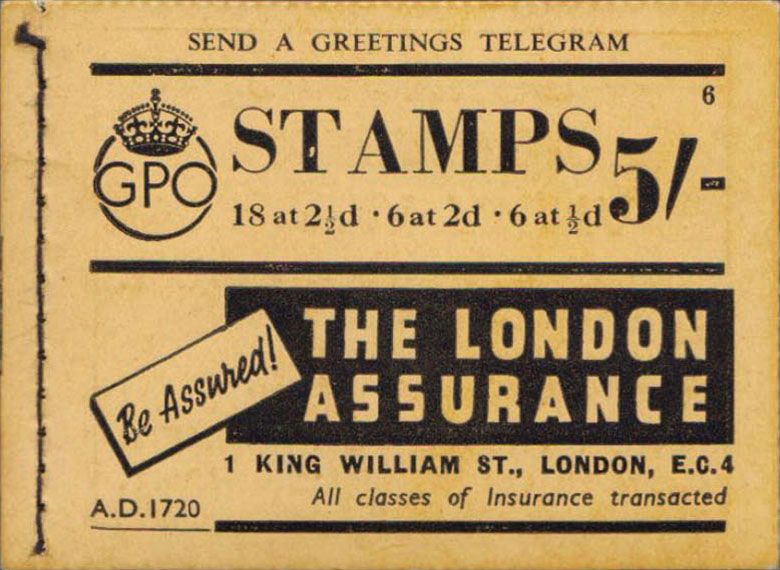 SEND A GREETINGS TELEGRAM
6
GPO
STAMPS 5/-
18 at 2½d · 6 at 2d · 6 at ½d
Be Assured!
THE LONDON
ASSURANCE
1 KING WILLIAM ST., LONDON, E.C.4
All classes of Insurance transacted
A.D.1720